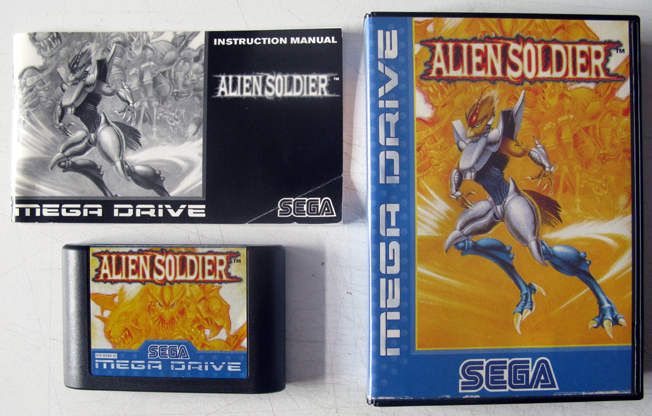 INSTRUCTION MANUAL
ALIEN SOLDIER™
MEGA DRIVE
SEGA
ALIEN SOLDIER™
SEGA
MEGA DRIVE
MEGA DRIVE
ALIEN SOLDIER™
SEGA